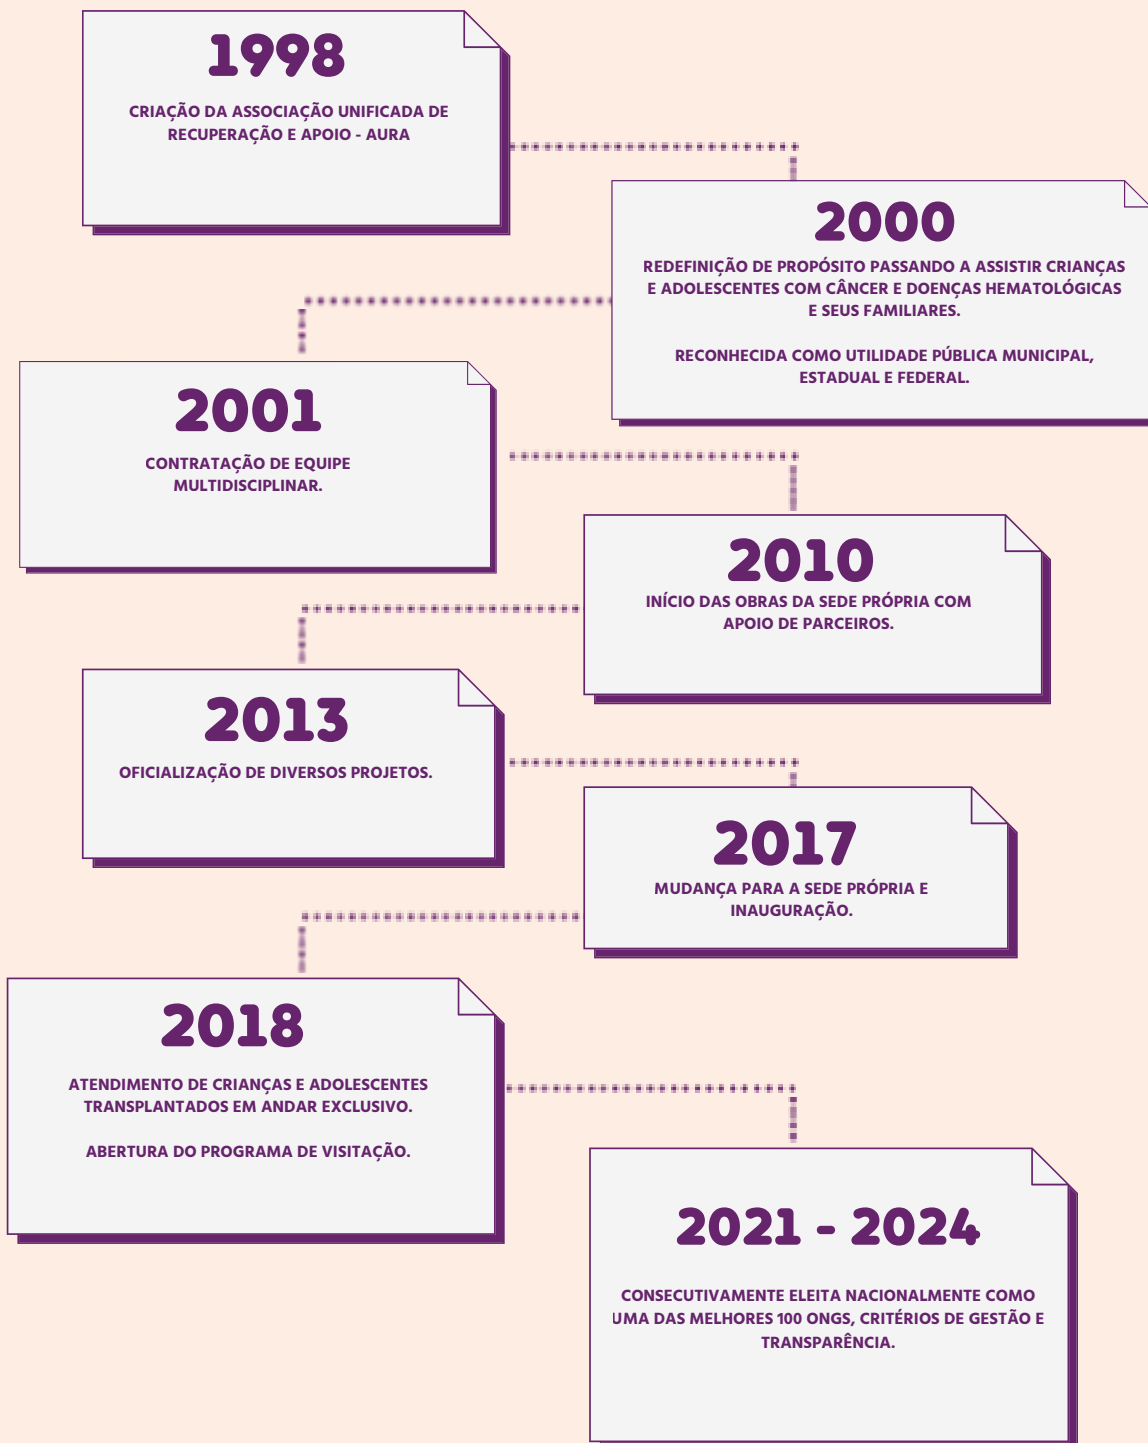 1998
CRIAÇÃO DA ASSOCIAÇÃO UNIFICADA DE
RECUPERAÇÃO E APOIO - AURA
2000
REDEFINIÇÃO DE PROPÓSITO PASSANDO A ASSISTIR CRIANÇAS
E ADOLESCENTES COM CÂNCER E DOENÇAS HEMATOLÓGICAS
E SEUS FAMILIARES.
RECONHECIDA COMO UTILIDADE PÚBLICA MUNICIPAL,
ESTADUAL E FEDERAL.
2001
CONTRATAÇÃO DE EQUIPE
MULTIDISCIPLINAR.
2010
INÍCIO DAS OBRAS DA SEDE PRÓPRIA COM
APOIO DE PARCEIROS.
2013
OFICIALIZAÇÃO DE DIVERSOS PROJETOS.
2017
MUDANÇA PARA A SEDE PRÓPRIA E
INAUGURAÇÃO.
2018
ATENDIMENTO DE CRIANÇAS E ADOLESCENTES
TRANSPLANTADOS EM ANDAR EXCLUSIVO.
ABERTURA DO PROGRAMA DE VISITAÇÃO.
2021 - 2024
CONSECUTIVAMENTE ELEITA NACIONALMENTE COMO
UMA DAS MELHORES 100 ONGS, CRITÉRIOS DE GESTÃO E
TRANSPARÊNCIA.